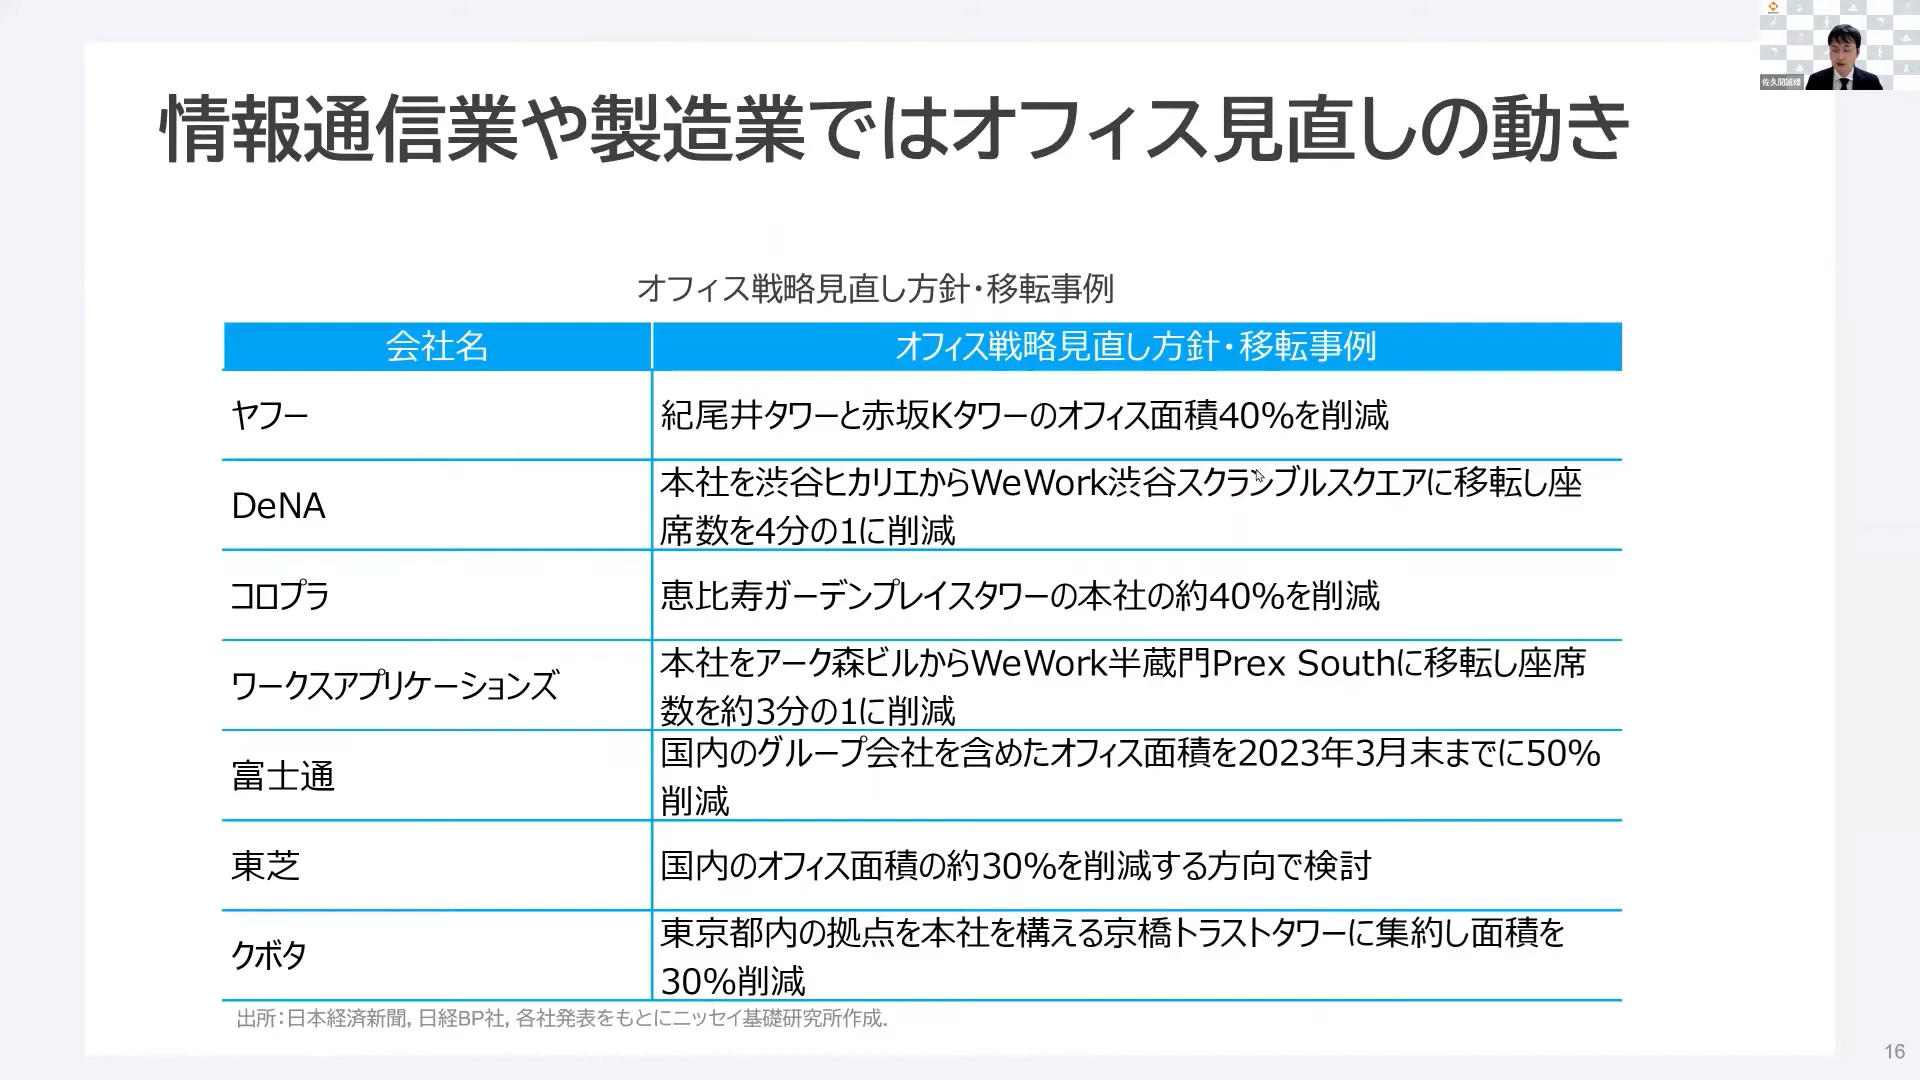 情報通信業や製造業ではオフィス見直しの動き
佐久間誠様
オフィス戦略見直し方針・移転事例
会社名 オフィス戦略見直し方針・移転事例
ヤフー 紀尾井タワーと赤坂Kタワーのオフィス面積40%を削減
DeNA 本社を渋谷ヒカリエからWeWork渋谷スクランブルスクエアに移転し座
席数を4分の1に削減
コロプラ 恵比寿ガーデンプレイスタワーの本社の約40%を削減
ワークスアプリケーションズ 本社をアーク森ビルからWeWork半蔵門Prex Southに移転し座席
数を約3分の1に削減
富士通 国内のグループ会社を含めたオフィス面積を2023年3月末までに50%
削減
東芝 国内のオフィス面積の約30%を削減する方向で検討
クボタ 東京都内の拠点を本社を構える京橋トラストタワーに集約し面積を
30%削減
出所：日本経済新聞, 日経BP社, 各社発表をもとにニッセイ基礎研究所作成.
16